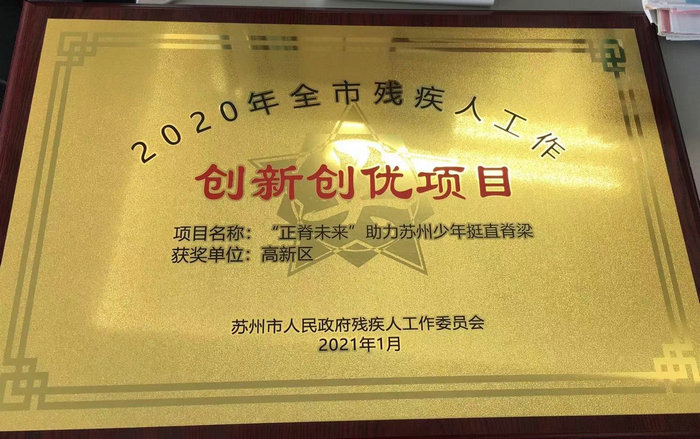 2020年全市残疾人工作
创新创优项目
项目名称：“正脊未来”助力苏州少年挺直脊梁
获奖单位：高新区
苏州市人民政府残疾人工作委员会
2021年1月